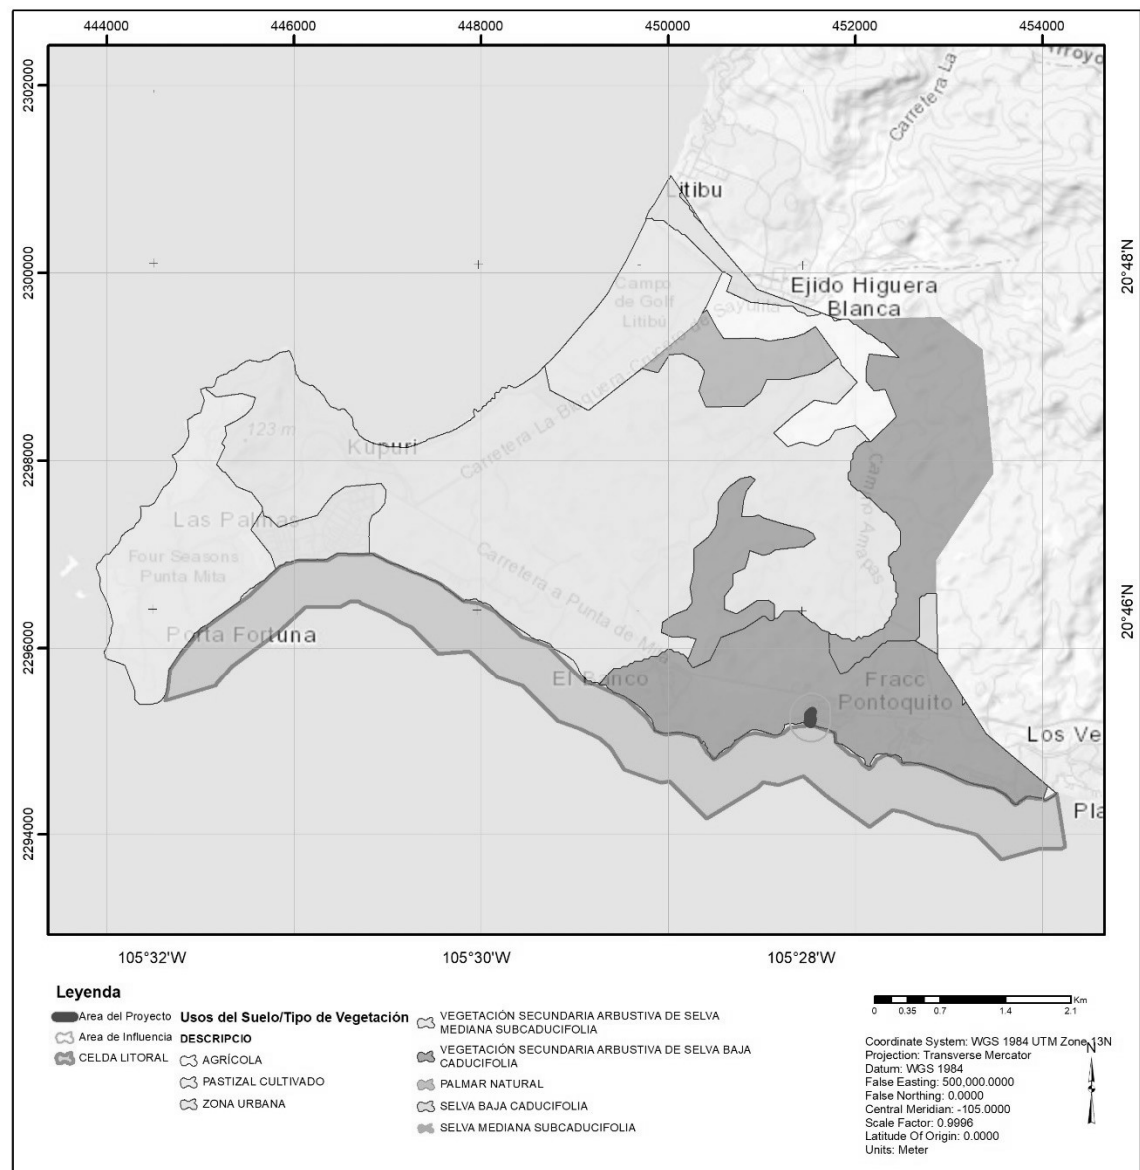 444000 446000 448000 450000 452000 454000
2302000
2300000
2298000
2296000
2294000
20°48'N
20°46'N
Arroyo
Carretera La
Litibu
Ejido Higuera
Blanca
Campo
de Golf
Litibú
Carretera La
Crucero de Sayulita
123 m
Kupuri
Las Palmas
Camino Amapas
Four Seasons
Punta Mita
Carretera a Punta de Mita
Porta Fortuna
El Banco
Fracc
Pontoquito
Los Ve
Pla
105°32'W 105°30'W 105°28'W
Leyenda
Area del Proyecto
Area de Influencia
CELDA LITORAL
Usos del Suelo/Tipo de Vegetación
DESCRIPCIO
AGRÍCOLA
PASTIZAL CULTIVADO
ZONA URBANA
VEGETACIÓN SECUNDARIA ARBUSTIVA DE SELVA
MEDIANA SUBCADUCIFOLIA
VEGETACIÓN SECUNDARIA ARBUSTIVA DE SELVA BAJA
CADUCIFOLIA
PALMAR NATURAL
SELVA BAJA CADUCIFOLIA
SELVA MEDIANA SUBCADUCIFOLIA
Km
0 0.35 0.7 1.4 2.1
Coordinate System: WGS 1984 UTM Zone 13N
Projection: Transverse Mercator
Datum: WGS 1984
False Easting: 500,000.0000
False Northing: 0.0000
Central Meridian: -105.0000
Scale Factor: 0.9996
Latitude Of Origin: 0.0000
Units: Meter
N